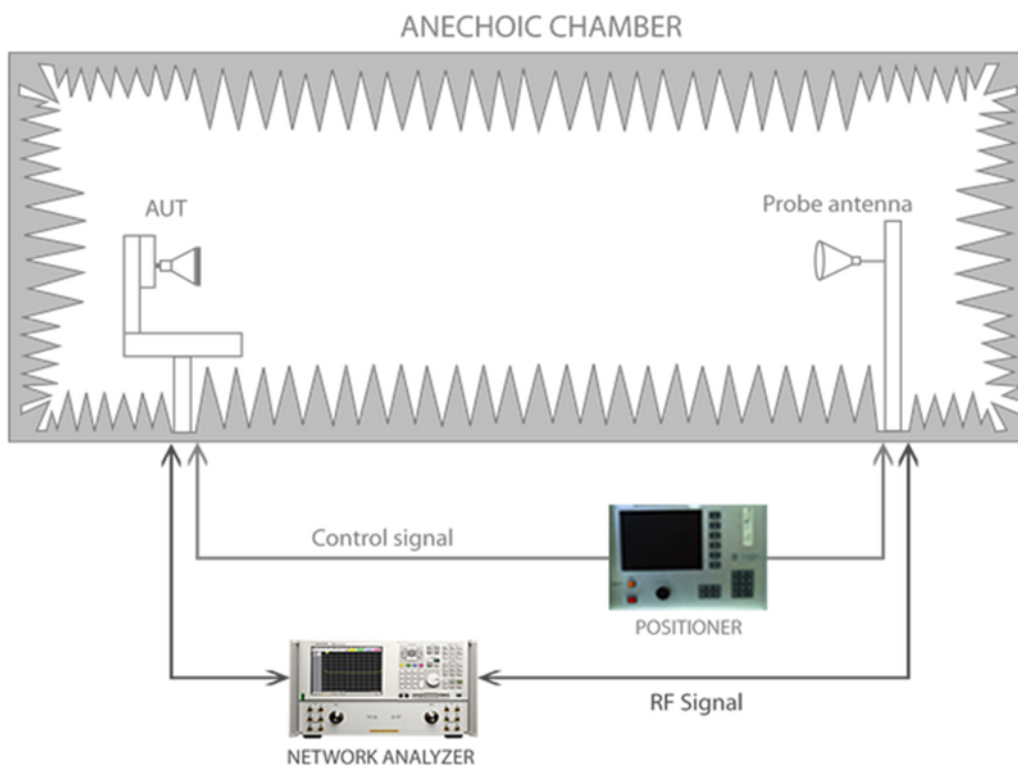 ANECHOIC CHAMBER
AUT
Probe antenna
Control signal
POSITIONER
RF Signal
NETWORK ANALYZER